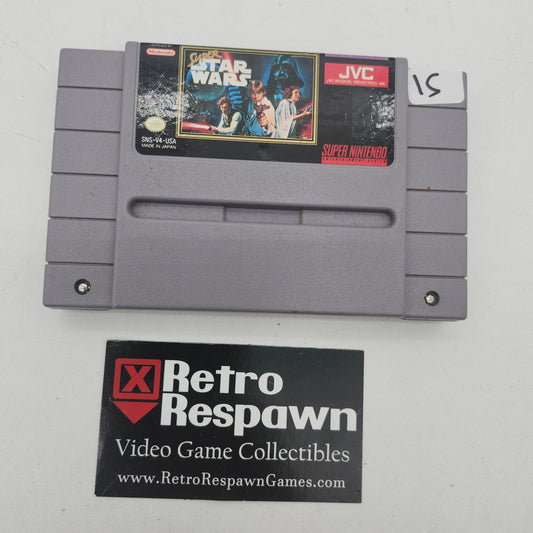 Nintendo
SUPER
STAR
WARS
JVC
JVC MUSICAL INDUSTRIES, INC.
15
SNS-V4-USA
MADE IN JAPAN
SUPER NINTENDO
X Retro
Respawn
Video Game Collectibles
www.RetroRespawnGames.com